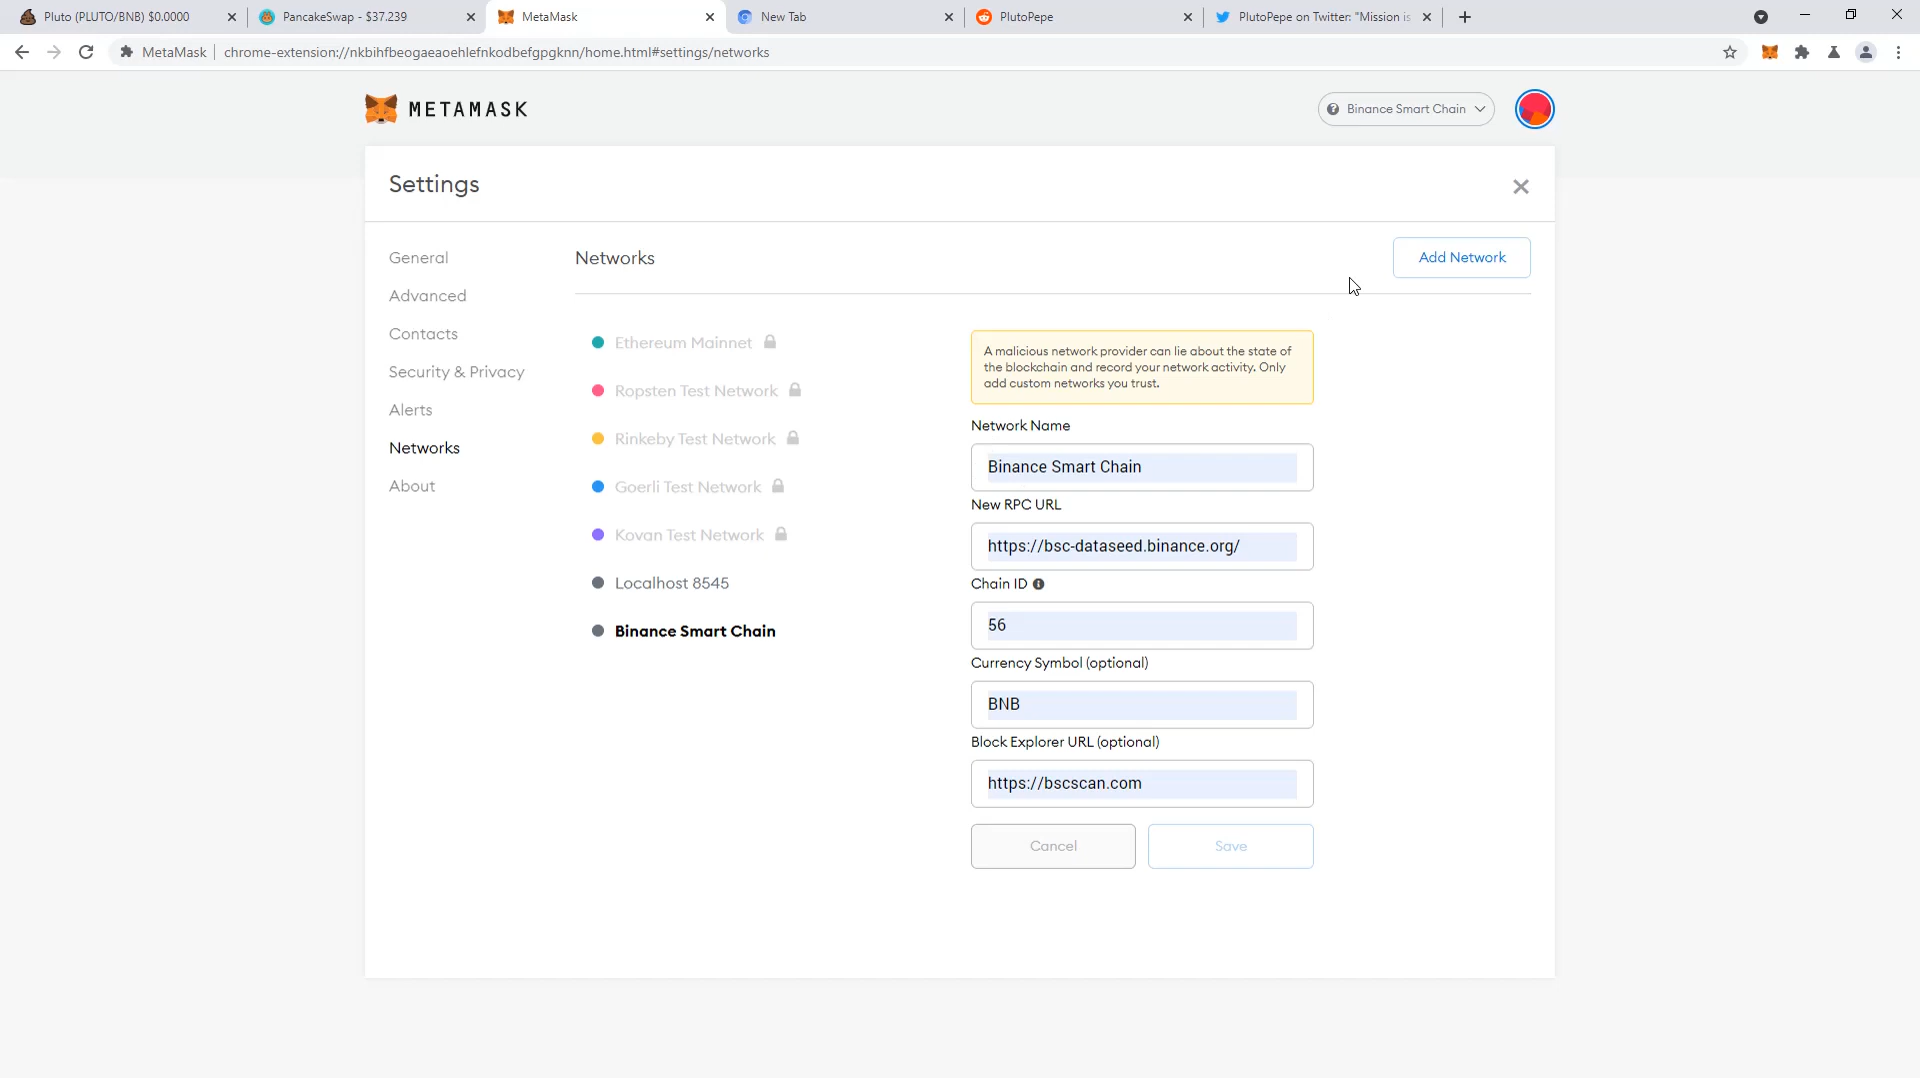 Pluto (PLUTO/BNB) $0.0000
PancakeSwap - $37.239
MetaMask
New Tab
PlutoPepe
PlutoPepe on Twitter: "Mission is
MetaMask
chrome-extension://nkbihfbeogaeaoehlefnkodbefgpgknn/home.html#settings/networks
METAMASK
Binance Smart Chain
Settings
General
Advanced
Contacts
Security & Privacy
Alerts
Networks
About
Networks
Add Network
Ethereum Mainnet
Ropsten Test Network
Rinkeby Test Network
Goerli Test Network
Kovan Test Network
Localhost 8545
Binance Smart Chain
A malicious network provider can lie about the state of
the blockchain and record your network activity. Only
add custom networks you trust.
Network Name
Binance Smart Chain
New RPC URL
https://bsc-dataseed.binance.org/
Chain ID
56
Currency Symbol (optional)
BNB
Block Explorer URL (optional)
https://bscscan.com
Cancel
Save